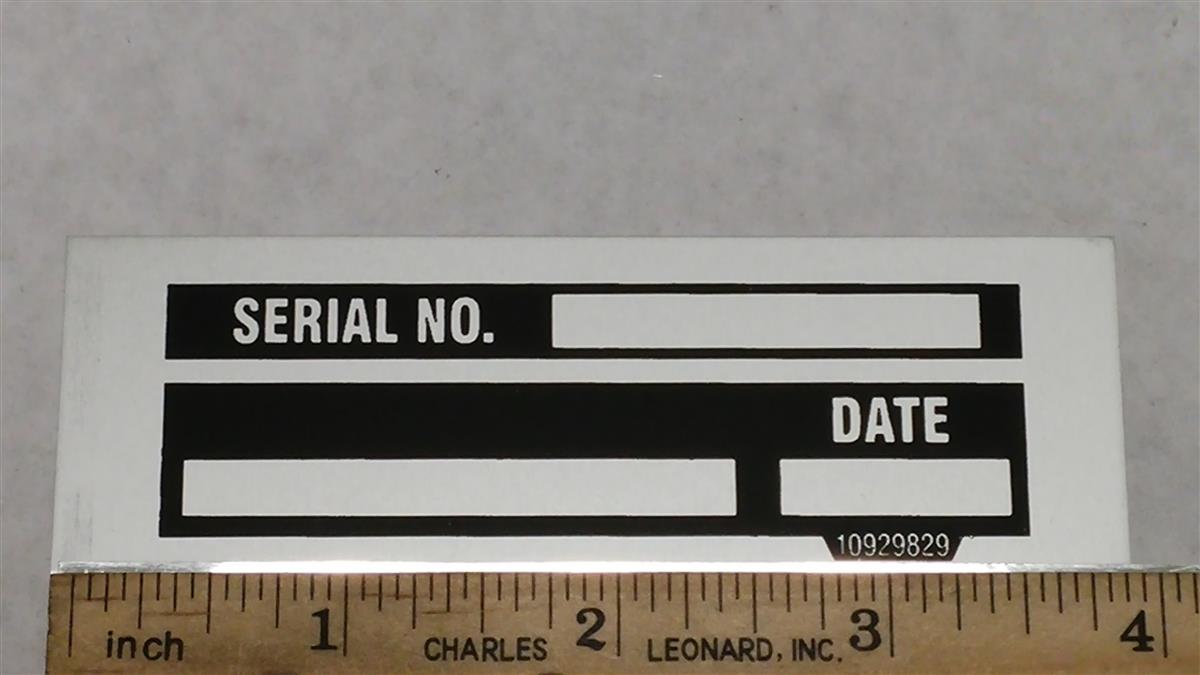 SERIAL NO.
DATE
10929829
1 2 3 4
inch CHARLES LEONARD, INC.